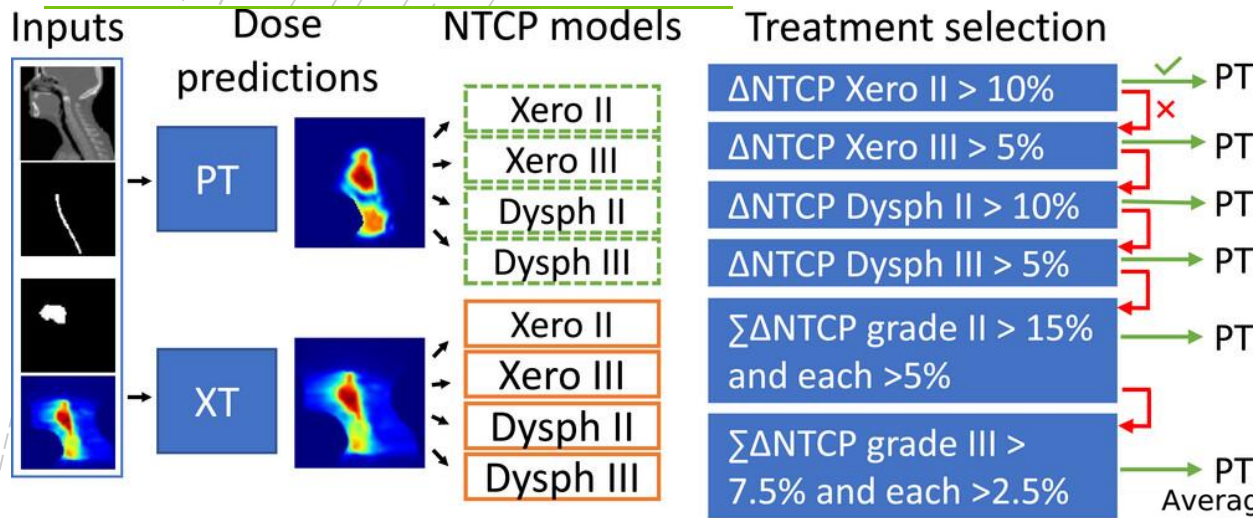 Inputs
Dose
predictions
NTCP models
Treatment selection
PT
XT
Xero II
Xero III
Dysph II
Dysph III
Xero II
Xero III
Dysph II
Dysph III
ΔNTCP Xero II > 10%
PT
ΔNTCP Xero III > 5%
PT
ΔNTCP Dysph II > 10%
PT
ΔNTCP Dysph III > 5%
PT
∑ΔNTCP grade II > 15%
and each >5%
PT
∑ΔNTCP grade III >
7.5% and each >2.5%
PT
Averag